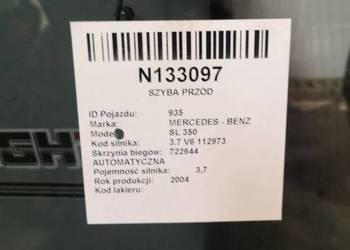 N133097
SZYBA PRZÓD
ID Pojazdu: 935
Marka: MERCEDES - BENZ
Model: SL 350
Kod silnika: 3.7 V6 112973
Skrzynia biegów: 722644
AUTOMATYCZNA
Pojemność silnika: 3,7
Rok produkcji: 2004
Kod lakieru: